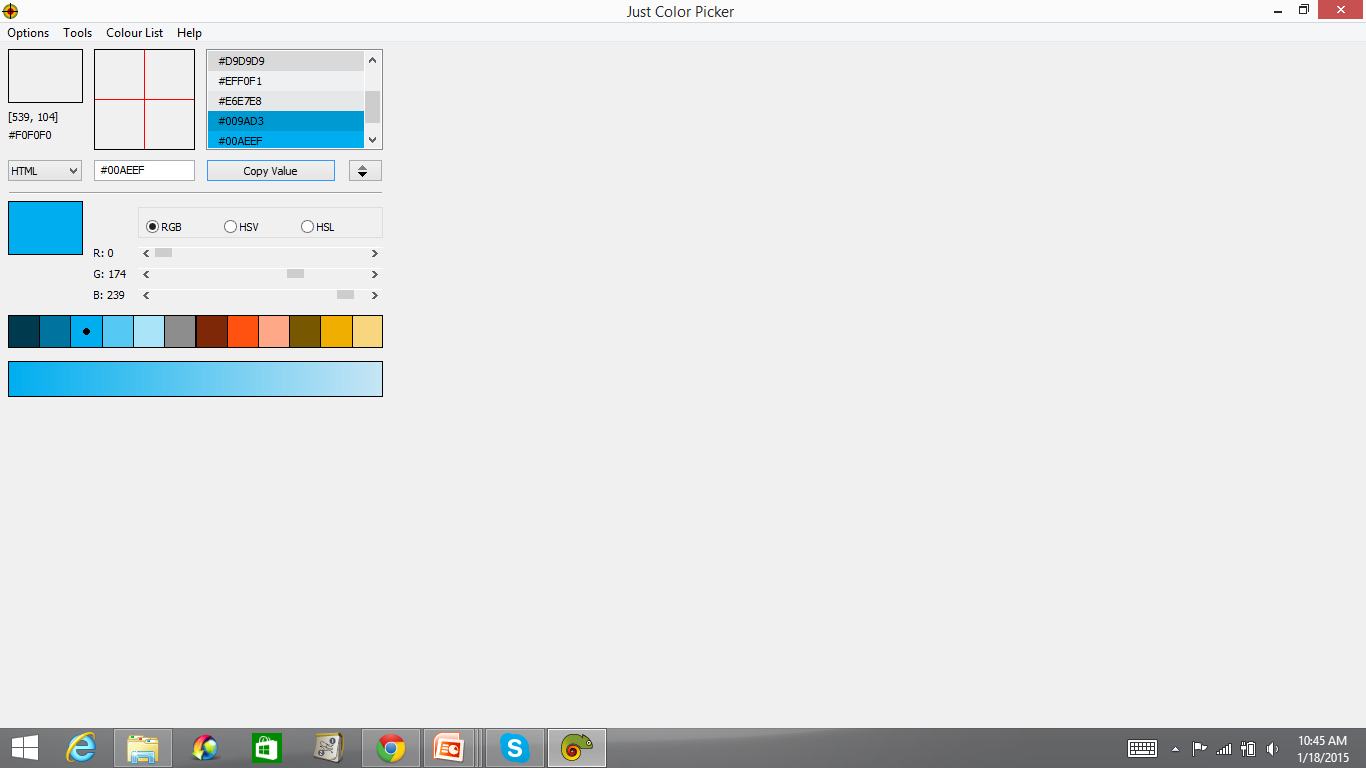 Just Color Picker
Options Tools Colour List Help
#D9D9D9
#EFF0F1
#E6E7E8
#009AD3
#00AEEF
[539, 104]
#F0F0F0
HTML #00AEEF Copy Value
RGB HSV HSL
R: 0
G: 174
B: 239
10:45 AM
1/18/2015